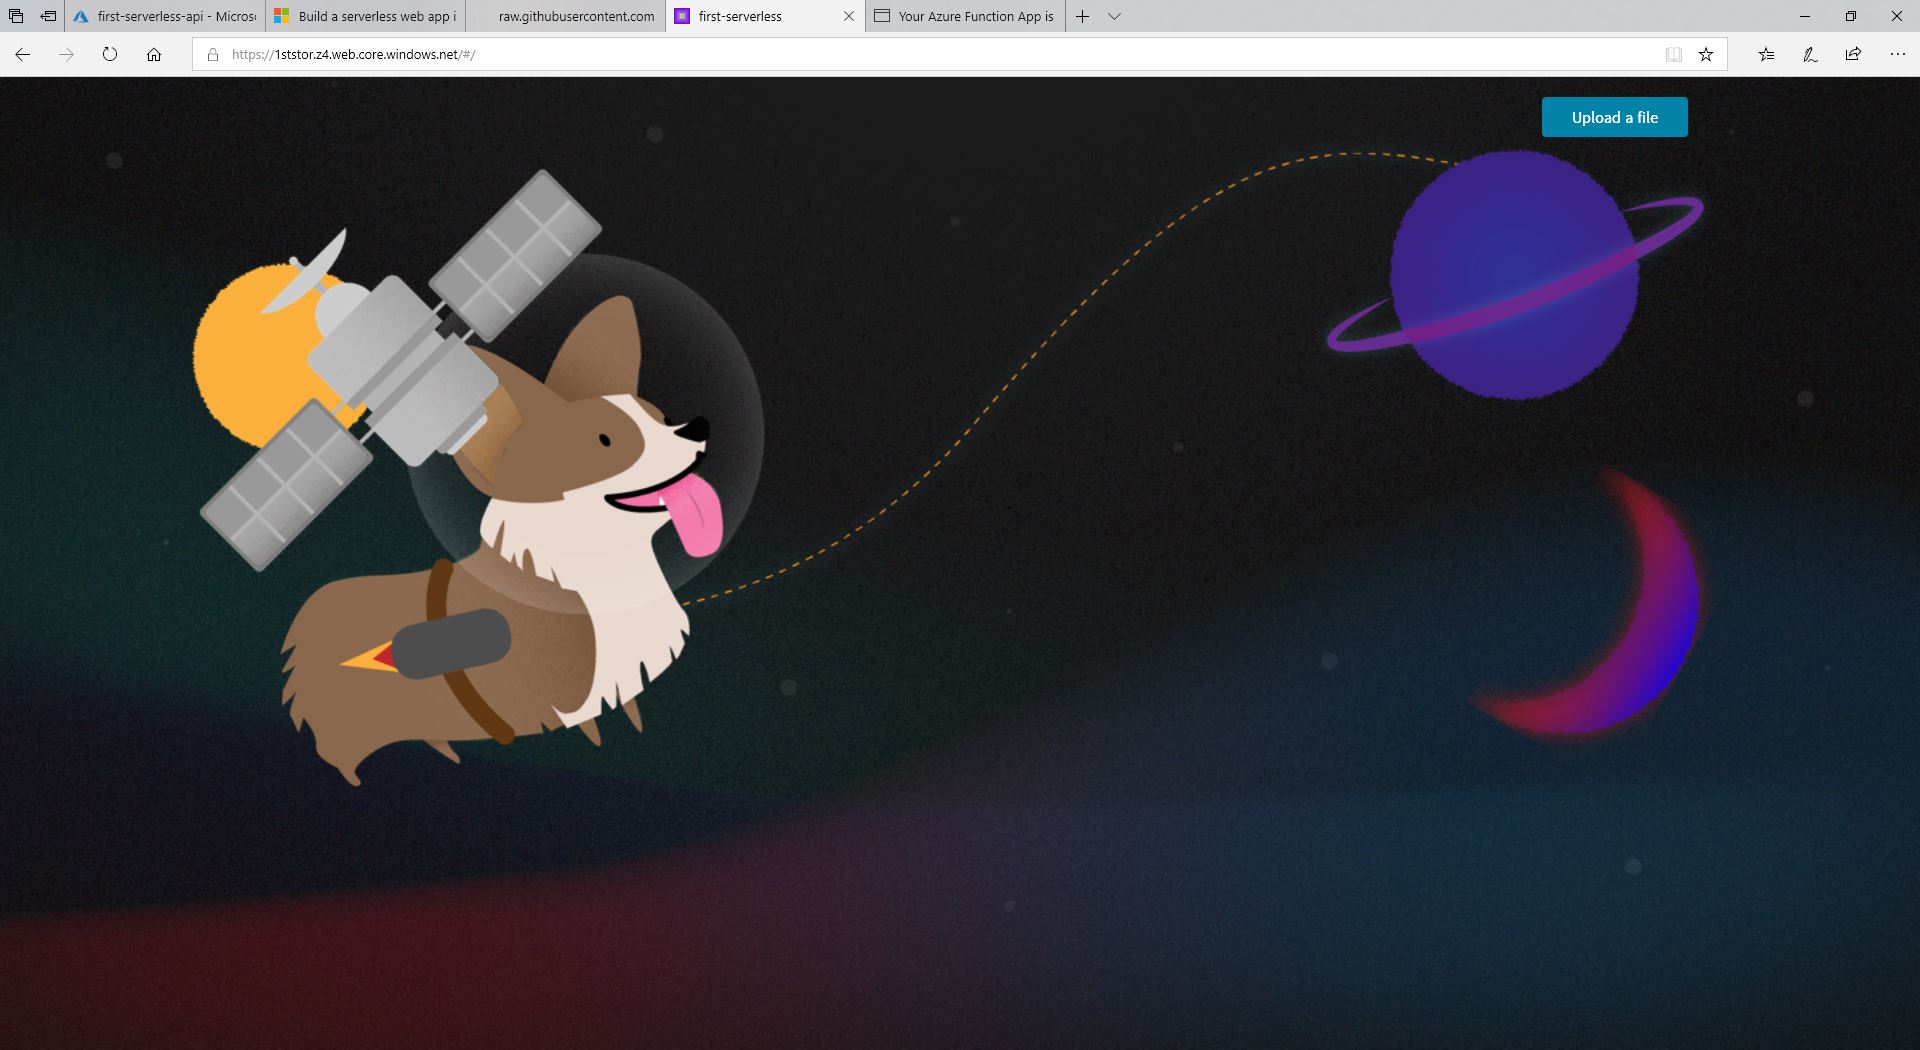 first-serverless-api - Micros
Build a serverless web app i
raw.githubusercontent.com
first-serverless
Your Azure Function App is
https://1ststor.z4.web.core.windows.net/#/
Upload a file